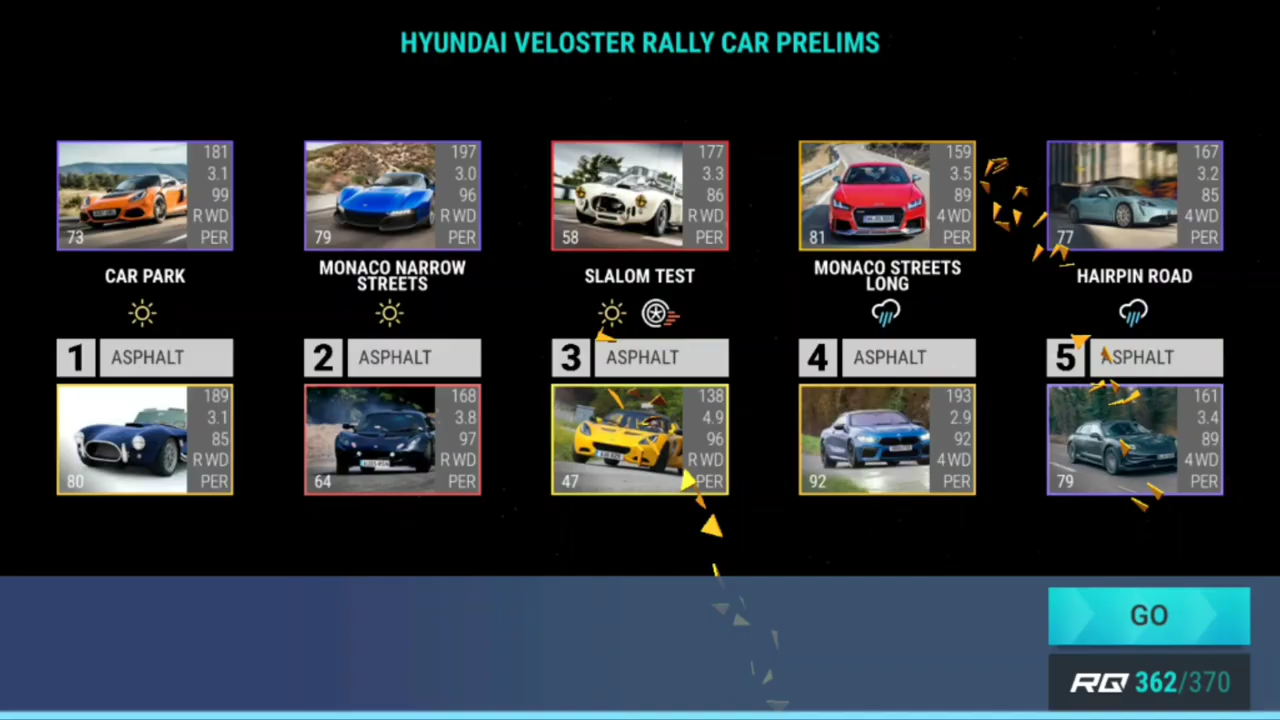 HYUNDAI VELOSTER RALLY CAR PRELIMS
181
3.1
99
RWD
73 PER
197
3.0
96
RWD
79 PER
177
3.3
86
RWD
58 PER
159
3.5
89
4WD
81 PER
167
3.2
85
4WD
77 PER
CAR PARK
MONACO NARROW
STREETS
SLALOM TEST
MONACO STREETS
LONG
HAIRPIN ROAD
1 ASPHALT
2 ASPHALT
3 ASPHALT
4 ASPHALT
5 ASPHALT
189
3.1
85
RWD
80 PER
168
3.8
97
RWD
64 PER
138
4.9
96
RWD
47 PER
193
2.9
92
4WD
92 PER
161
3.4
89
4WD
79 PER
GO
RQ 362/370